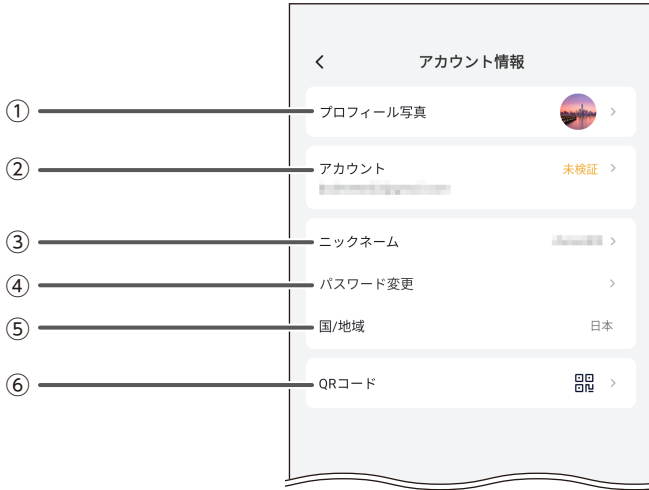 アカウント情報
① プロフィール写真
② アカウント 未検証
③ ニックネーム
④ パスワード変更
⑤ 国/地域 日本
⑥ QRコード